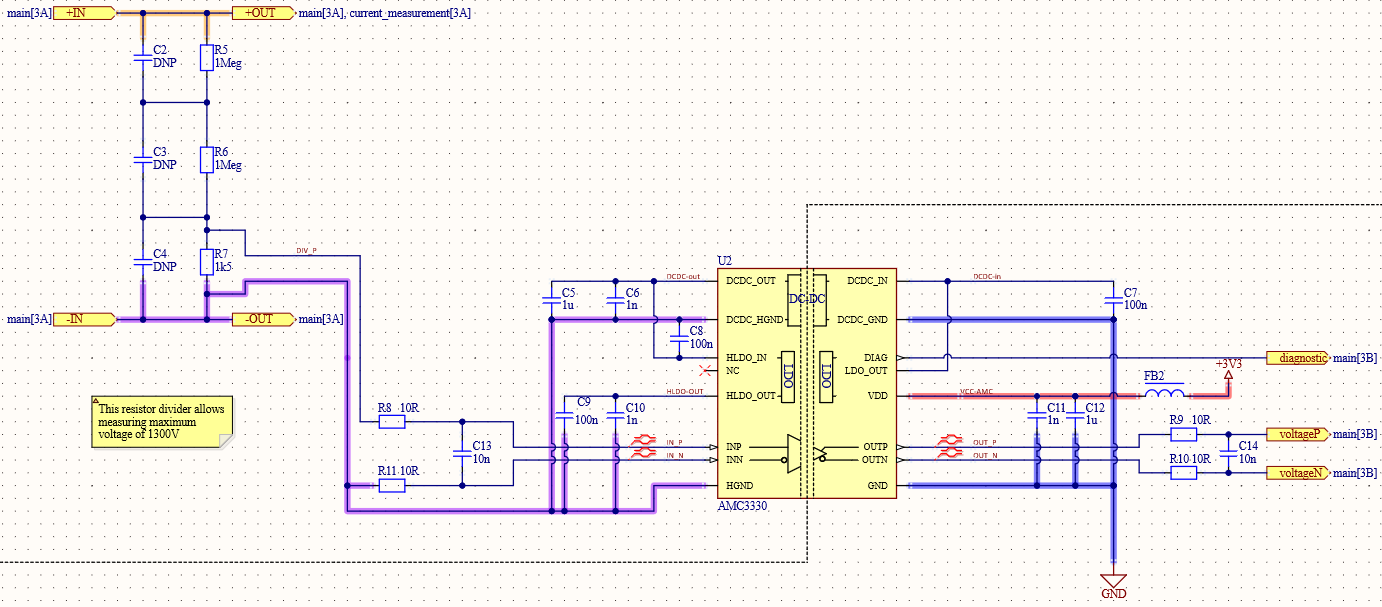 main[3A] +IN +OUT main[3A], current_measurement[3A]
C2
DNP
R5
1Meg
C3
DNP
R6
1Meg
C4
DNP
R7
1k5
DIV_P
main[3A] -IN -OUT main[3A]
This resistor divider allows
measuring maximum
voltage of 1300V
R8 10R
R11 10R
C13
10n
C5
1u
C6
1n
C8
100n
C9
100n
C10
1n
DCDC-out
HLDO-OUT
IN_P
IN_N
U2
DCDC_OUT
DCDC_HGND
HLDO_IN
NC
HLDO_OUT
INP
INN
HGND
DC-DC
LDO
LDO
DCDC_IN
DCDC_GND
DIAG
LDO_OUT
VDD
OUTP
OUTN
GND
AMC3330
DCDC-in
C7
100n
diagnostic main[3B]
+3V3
FB2
VCC-AMC
C11
1n
C12
1u
OUT_P
OUT_N
R9 10R
R10 10R
C14
10n
voltageP main[3B]
voltageN main[3B]
GND